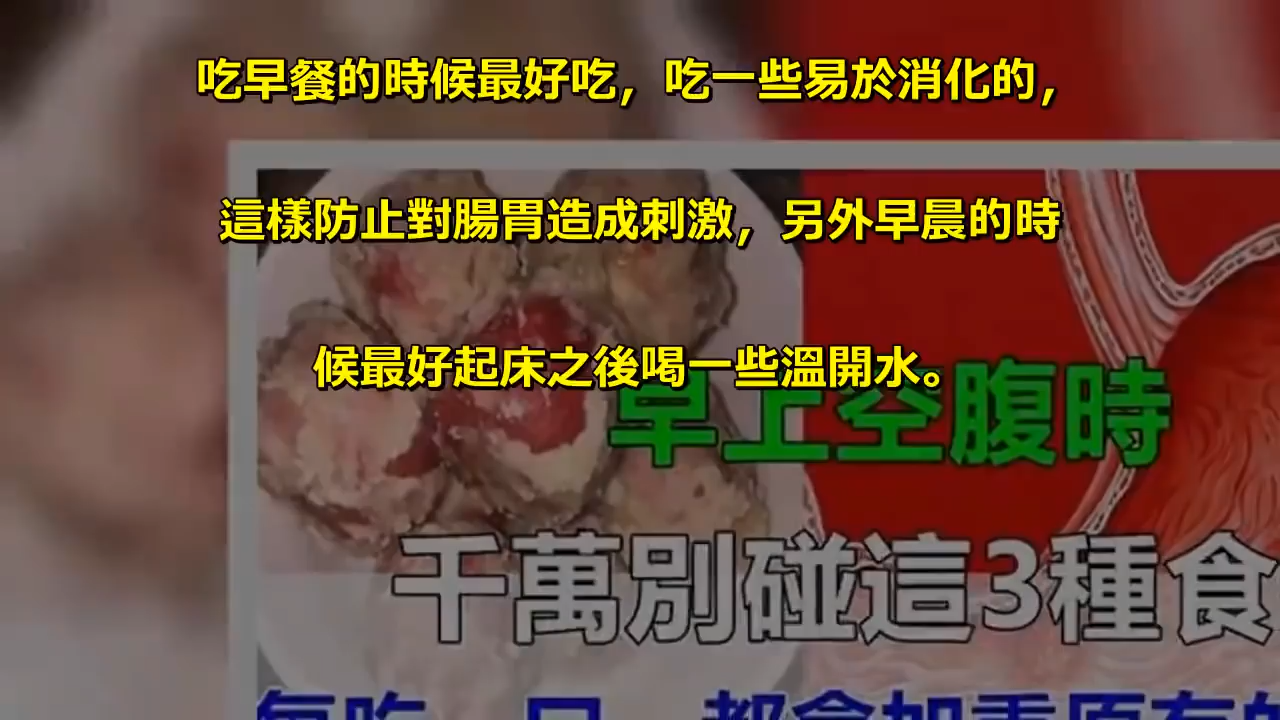 吃早餐的時候最好吃，吃一些易於消化的，
這樣防止對腸胃造成刺激，另外早晨的時
候最好起床之後喝一些溫開水。
早上空腹時
千萬別碰這3種食